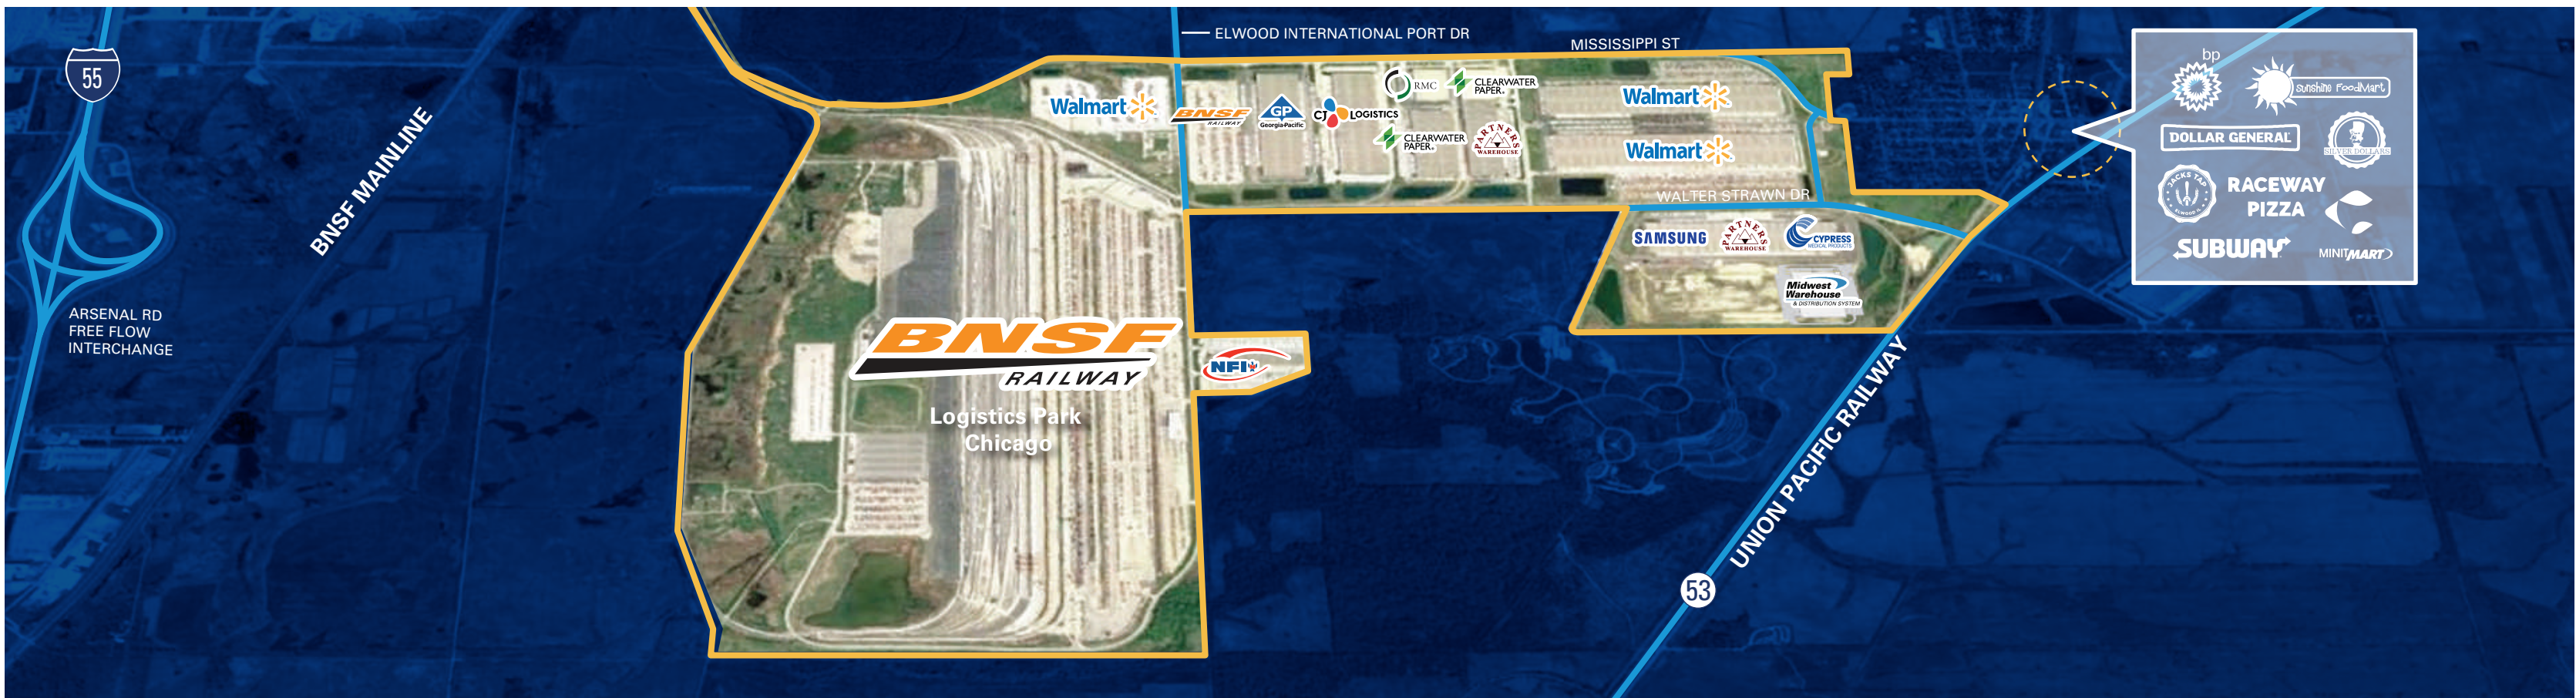 55
ARSENAL RD
FREE FLOW
INTERCHANGE
BNSF MAINLINE
ELWOOD INTERNATIONAL PORT DR
MISSISSIPPI ST
Walmart
BNSF
RAILWAY
GP
Georgia-Pacific
CJ LOGISTICS
RMC
CLEARWATER
PAPER
CLEARWATER
PAPER
PARTNERS
WAREHOUSE
Walmart
Walmart
WALTER STRAWN DR
SAMSUNG
PARTNERS
WAREHOUSE
CYPRESS
MEDICAL PRODUCTS
Midwest
Warehouse
& DISTRIBUTION SYSTEM
BNSF
RAILWAY
Logistics Park
Chicago
NFI
UNION PACIFIC RAILWAY
53
bp
sunshine FoodMart
DOLLAR GENERAL
SILVER DOLLARS
JACKS TAP
ELWOOD IL
RACEWAY
PIZZA
SUBWAY
MINITMART